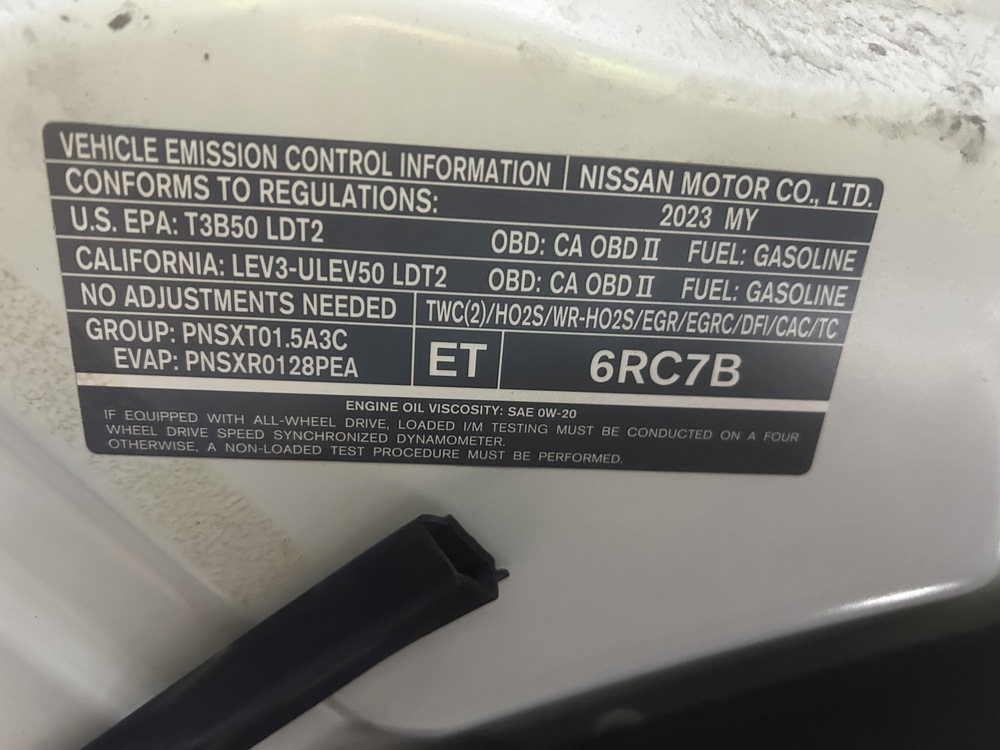 VEHICLE EMISSION CONTROL INFORMATION NISSAN MOTOR CO., LTD.
CONFORMS TO REGULATIONS: 2023 MY
U.S. EPA: T3B50 LDT2 OBD: CA OBD II FUEL: GASOLINE
CALIFORNIA: LEV3-ULEV50 LDT2 OBD: CA OBD II FUEL: GASOLINE
NO ADJUSTMENTS NEEDED TWC(2)/HO2S/WR-HO2S/EGR/EGRC/DFI/CAC/TC
GROUP: PNSXT01.5A3C
EVAP: PNSXR0128PEA
ET 6RC7B
ENGINE OIL VISCOSITY: SAE 0W-20
IF EQUIPPED WITH ALL-WHEEL DRIVE, LOADED I/M TESTING MUST BE CONDUCTED ON A FOUR
WHEEL DRIVE SPEED SYNCHRONIZED DYNAMOMETER.
OTHERWISE, A NON-LOADED TEST PROCEDURE MUST BE PERFORMED.